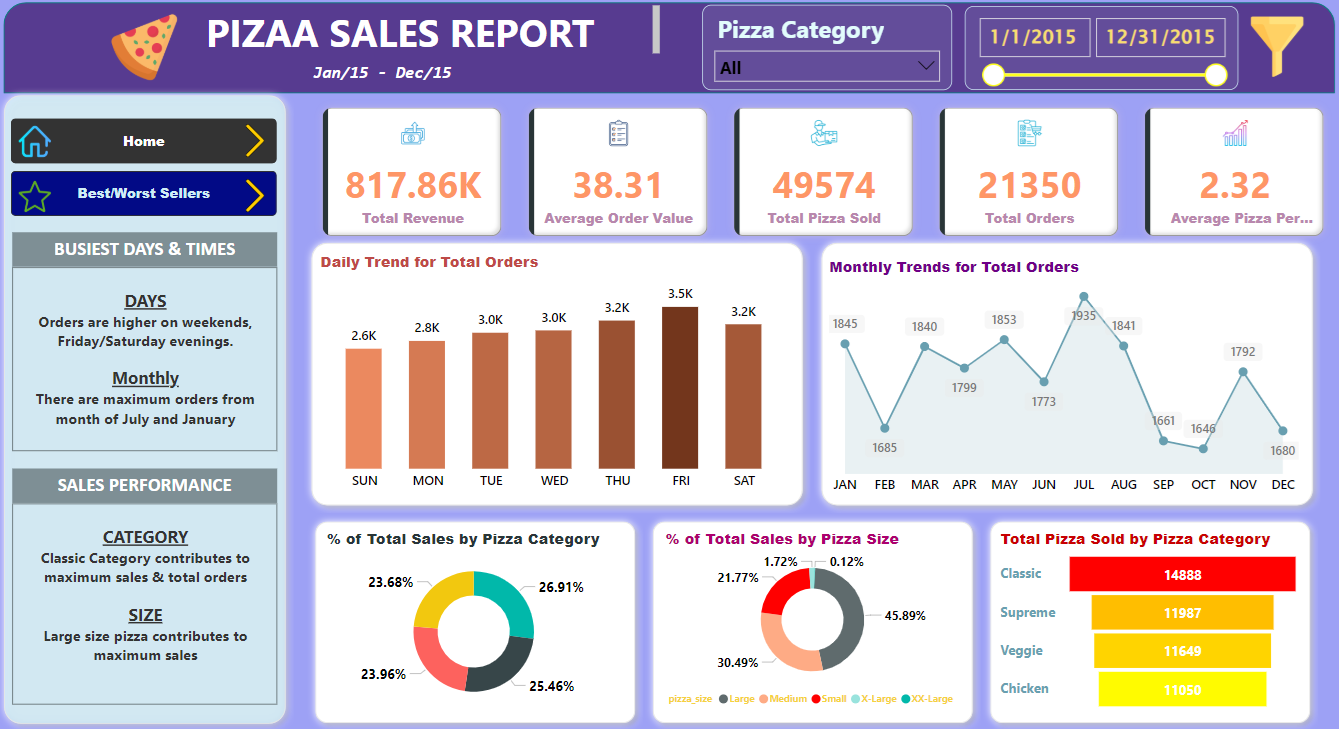 PIZAA SALES REPORT
Jan/15 - Dec/15
Pizza Category
All
1/1/2015
12/31/2015
Home
Best/Worst Sellers
BUSIEST DAYS & TIMES
DAYS
Orders are higher on weekends,
Friday/Saturday evenings.
Monthly
There are maximum orders from
month of July and January
SALES PERFORMANCE
CATEGORY
Classic Category contributes to
maximum sales & total orders
SIZE
Large size pizza contributes to
maximum sales
817.86K
Total Revenue
38.31
Average Order Value
49574
Total Pizza Sold
21350
Total Orders
2.32
Average Pizza Per...
Daily Trend for Total Orders
2.6K
2.8K
3.0K
3.0K
3.2K
3.5K
3.2K
SUN MON TUE WED THU FRI SAT
Monthly Trends for Total Orders
1845
1685
1840
1799
1853
1773
1935
1841
1661
1646
1792
1680
JAN FEB MAR APR MAY JUN JUL AUG SEP OCT NOV DEC
% of Total Sales by Pizza Category
23.68%
26.91%
23.96%
25.46%
% of Total Sales by Pizza Size
1.72%
0.12%
21.77%
45.89%
30.49%
pizza_size Large Medium Small X-Large XX-Large
Total Pizza Sold by Pizza Category
Classic 14888
Supreme 11987
Veggie 11649
Chicken 11050